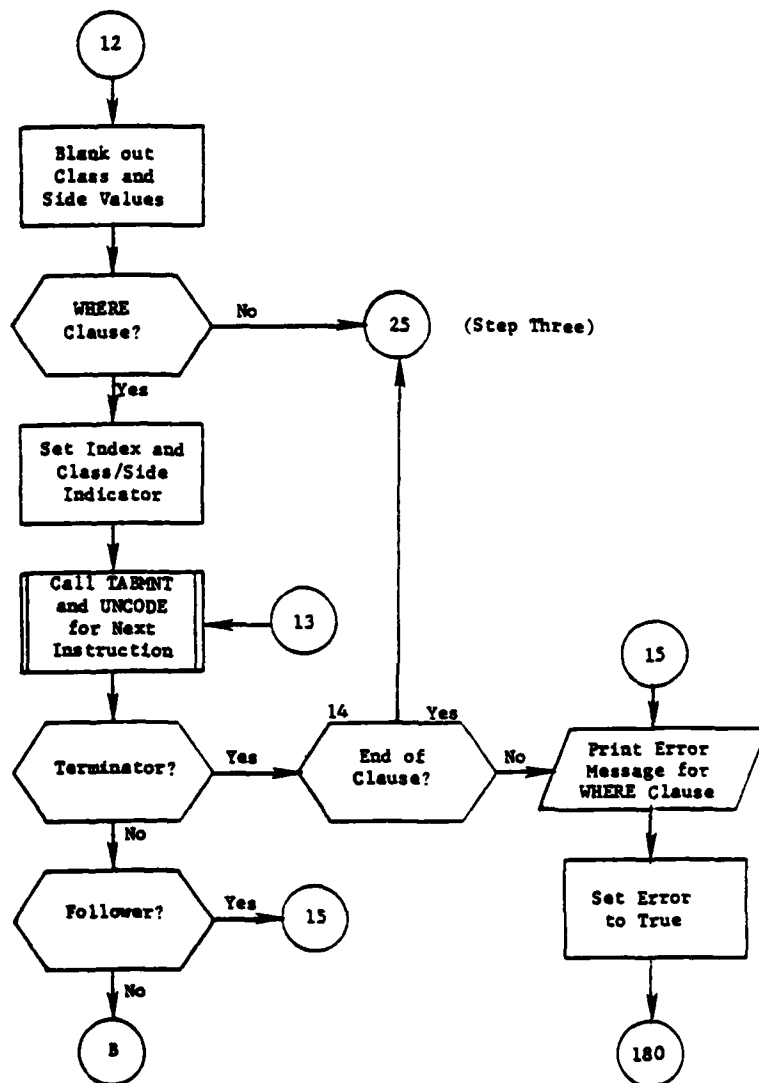 12
Blank out
Class and
Side Values
WHERE
Clause?
No
25
(Step Three)
Yes
Set Index and
Class/Side
Indicator
Call TABMNT
and UNCODE
for Next
Instruction
13
15
Terminator?
Yes
14
Yes
End of
Clause?
No
Print Error
Message for
WHERE Clause
No
Follower?
Yes
15
Set Error
to True
No
B
180